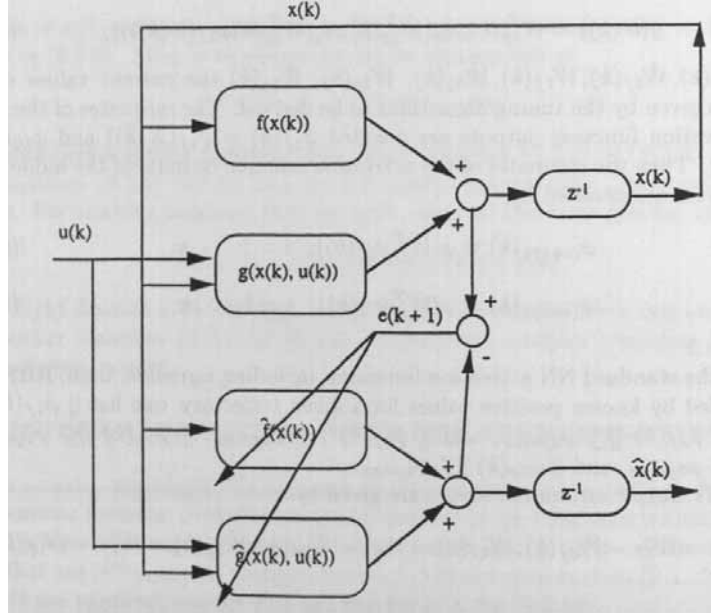 x(k)
f(x(k))
+
z⁻¹
x(k)
+
u(k)
g(x(k), u(k))
e(k + 1)
+
-
f̂(x(k))
+
x̂(k)
z⁻¹
+
ĝ(x(k), u(k))